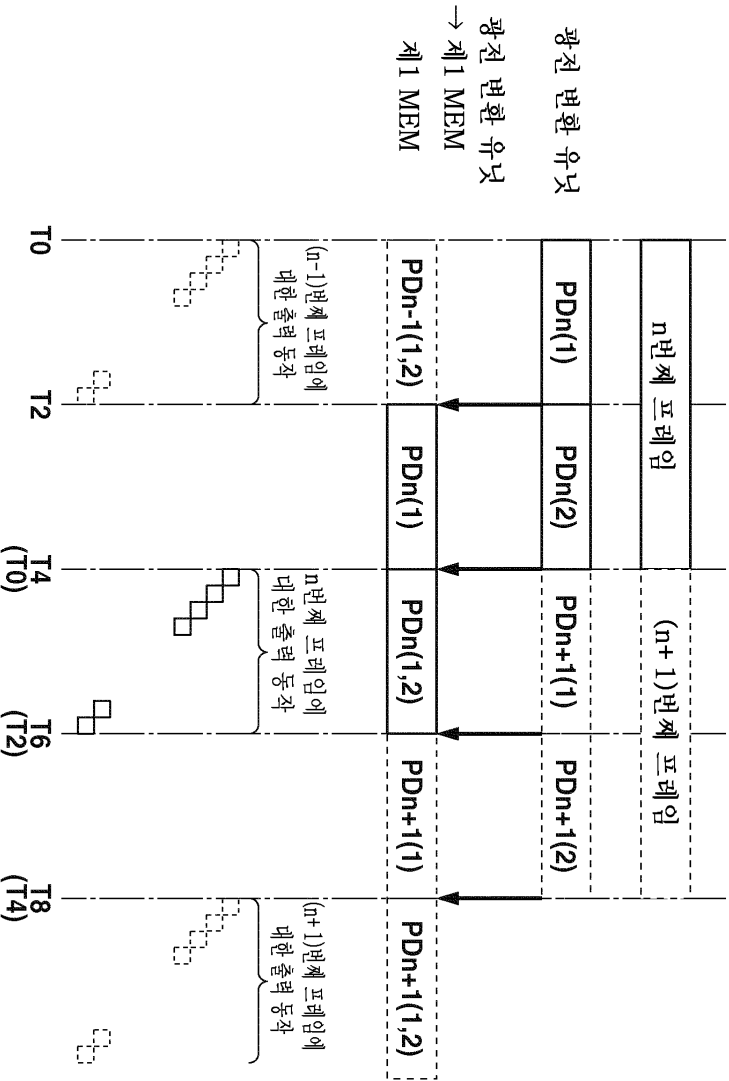 n번째 프레임
(n+1)번째 프레임
광전 변환 유닛
PDn(1)
PDn(2)
PDn+1(1)
PDn+1(2)
광전 변환 유닛
→ 제1 MEM
제1 MEM
PDn-1(1,2)
PDn(1)
PDn(1,2)
PDn+1(1)
PDn+1(1,2)
(n-1)번째 프레임에
대한 출력 동작
n번째 프레임에
대한 출력 동작
(n+1)번째 프레임에
대한 출력 동작
T0
T2
T4
(T0)
T6
(T2)
T8
(T4)